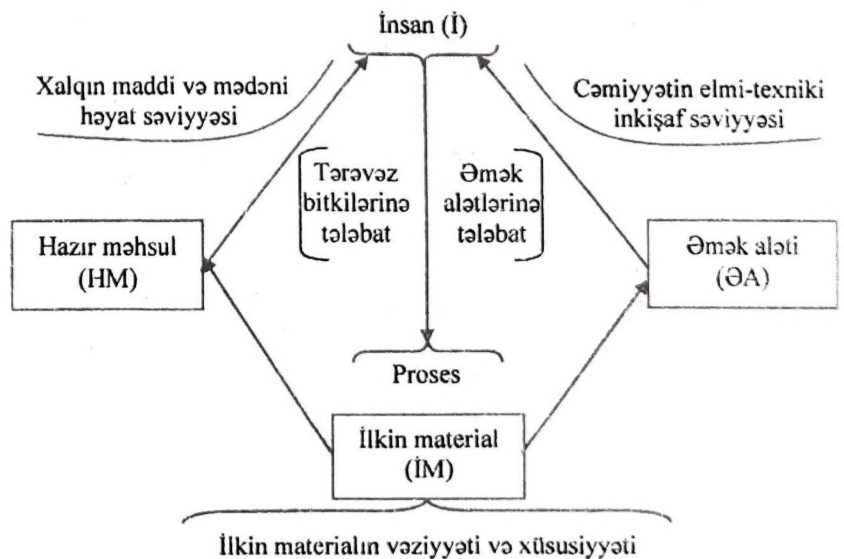 İnsan (İ)
Xalqın maddi və mədəni
həyat səviyyəsi
Cəmiyyətin elmi-texniki
inkişaf səviyyəsi
Tərəvəz
bitkilərinə
tələbat
Əmək
alətlərinə
tələbat
Hazır məhsul
(HM)
Əmək aləti
(ƏA)
Proses
İlkin material
(İM)
İlkin materialın vəziyyəti və xüsusiyyəti